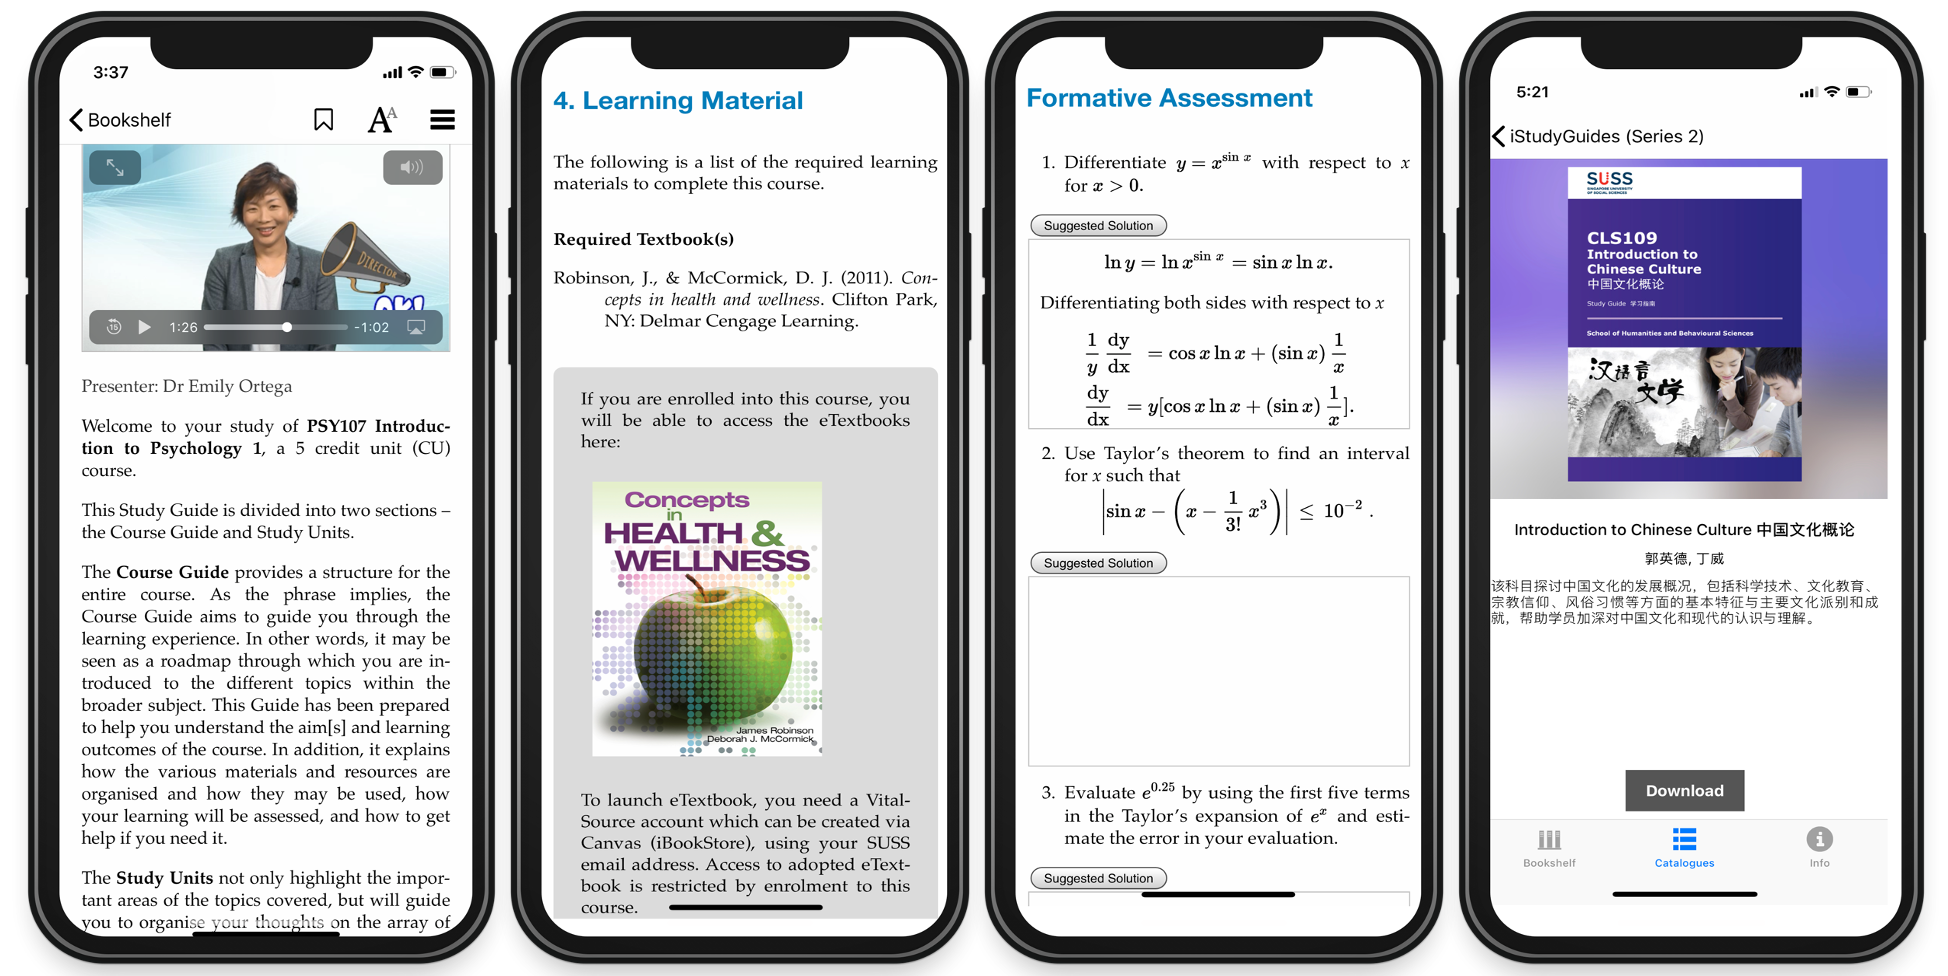 3:37
Bookshelf
AA
15
1:26
-1:02
DIRECTOR
Presenter: Dr Emily Ortega
Welcome to your study of PSY107 Introduc-
tion to Psychology 1, a 5 credit unit (CU)
course.
This Study Guide is divided into two sections –
the Course Guide and Study Units.
The Course Guide provides a structure for the
entire course. As the phrase implies, the
Course Guide aims to guide you through the
learning experience. In other words, it may be
seen as a roadmap through which you are in-
troduced to the different topics within the
broader subject. This Guide has been prepared
to help you understand the aim[s] and learning
outcomes of the course. In addition, it explains
how the various materials and resources are
organised and how they may be used, how
your learning will be assessed, and how to get
help if you need it.
The Study Units not only highlight the impor-
tant areas of the topics covered, but will guide
you to organise your thoughts on the array of
4. Learning Material
The following is a list of the required learning
materials to complete this course.
Required Textbook(s)
Robinson, J., & McCormick, D. J. (2011). Con-
cepts in health and wellness. Clifton Park,
NY: Delmar Cengage Learning.
If you are enrolled into this course, you
will be able to access the eTextbooks
here:
Concepts
in
HEALTH &
WELLNESS
James Robinson
Deborah J. McCormick
To launch eTextbook, you need a Vital-
Source account which can be created via
Canvas (iBookStore), using your SUSS
email address. Access to adopted eText-
book is restricted by enrolment to this
course.
Formative Assessment
1. Differentiate y = x^{sin x} with respect to x
for x > 0.
Suggested Solution
ln y = ln x^{sin x} = sin x ln x.
Differentiating both sides with respect to x
1/y dy/dx = cos x ln x + (sin x) 1/x
dy/dx = y[cos x ln x + (sin x) 1/x].
2. Use Taylor's theorem to find an interval
for x such that
|sin x − (x − 1/3! x³)| ≤ 10⁻² .
Suggested Solution
3. Evaluate e^{0.25} by using the first five terms
in the Taylor's expansion of e^x and esti-
mate the error in your evaluation.
Suggested Solution
5:21
iStudyGuides (Series 2)
SUSS
SINGAPORE UNIVERSITY
OF SOCIAL SCIENCES
CLS109
Introduction to
Chinese Culture
中国文化概论
Study Guide 学习指南
School of Humanities and Behavioural Sciences
汉语言
文学
Introduction to Chinese Culture 中国文化概论
郭英德, 丁威
该科目探讨中国文化的发展概况，包括科学技术、文化教育、
宗教信仰、风俗习惯等方面的基本特征与主要文化派别和成
就，帮助学员加深对中国文化和现代的认识与理解。
Download
Bookshelf
Catalogues
Info